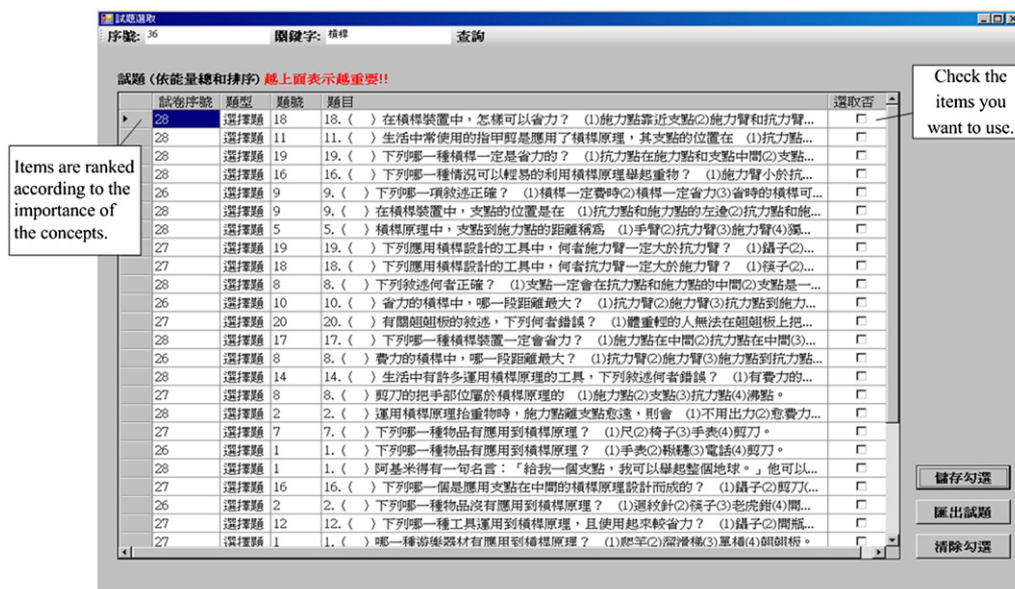 試題選取
序號: 36 關鍵字: 槓桿 查詢
試題 (依能量總和排序) 越上面表示越重要!!
試卷序號 題型 題號 題目 選取否
28 選擇題 18 18. ( ) 在槓桿裝置中，怎樣可以省力？ (1)施力點靠近支點(2)施力臂和抗力臂...
28 選擇題 11 11. ( ) 生活中常使用的指甲剪是應用了槓桿原理，其支點的位置在 (1)抗力點...
28 選擇題 19 19. ( ) 下列哪一種槓桿一定是省力的？ (1)抗力點在施力點和支點中間(2)支點...
28 選擇題 16 16. ( ) 下列哪一種情況可以輕易的利用槓桿原理舉起重物？ (1)施力臂小於抗...
26 選擇題 9 9. ( ) 下列哪一項敘述正確？ (1)槓桿一定費時(2)槓桿一定省力(3)省時的槓桿可...
28 選擇題 9 9. ( ) 在槓桿裝置中，支點的位置是在 (1)抗力點和施力點的左邊(2)抗力點和施...
28 選擇題 5 5. ( ) 槓桿原理中，支點到施力點的距離稱為 (1)手臂(2)抗力臂(3)施力臂(4)獨...
27 選擇題 19 19. ( ) 下列應用槓桿設計的工具中，何者施力臂一定大於抗力臂？ (1)鑷子(2)...
27 選擇題 18 18. ( ) 下列應用槓桿設計的工具中，何者抗力臂一定大於施力臂？ (1)筷子(2)...
28 選擇題 8 8. ( ) 下列敘述何者正確？ (1)支點一定會在抗力點和施力點的中間(2)支點是一...
26 選擇題 10 10. ( ) 省力的槓桿中，哪一段距離最大？ (1)抗力臂(2)施力臂(3)抗力點到施力...
27 選擇題 20 20. ( ) 有關翹翹板的敘述，下列何者錯誤？ (1)體重輕的人無法在翹翹板上把...
28 選擇題 17 17. ( ) 下列哪一種槓桿裝置一定會省力？ (1)施力點在中間(2)抗力點在中間(3)...
26 選擇題 8 8. ( ) 費力的槓桿中，哪一段距離最大？ (1)抗力臂(2)施力臂(3)施力點到抗力點...
28 選擇題 14 14. ( ) 生活中有許多運用槓桿原理的工具，下列敘述何者錯誤？ (1)有費力的...
27 選擇題 8 8. ( ) 剪刀的把手部位屬於槓桿原理的 (1)施力點(2)支點(3)抗力點(4)沸點。
28 選擇題 2 2. ( ) 運用槓桿原理抬重物時，施力點離支點愈遠，則會 (1)不用出力(2)愈費力...
27 選擇題 7 7. ( ) 下列哪一種物品有應用到槓桿原理？ (1)尺(2)椅子(3)手表(4)剪刀。
26 選擇題 1 1. ( ) 下列哪一種物品有應用到槓桿原理？ (1)手表(2)鞦韆(3)電話(4)剪刀。
28 選擇題 1 1. ( ) 阿基米得有一句名言：「給我一個支點，我可以舉起整個地球。」他可以...
27 選擇題 16 16. ( ) 下列哪一個是應用支點在中間的槓桿原理設計而成的？ (1)鑷子(2)剪刀(...
26 選擇題 2 2. ( ) 下列哪一種物品沒有應用到槓桿原理？ (1)迴紋針(2)筷子(3)老虎鉗(4)開...
27 選擇題 12 12. ( ) 下列哪一種工具運用到槓桿原理，且使用起來較省力？ (1)鑷子(2)開瓶...
27 選擇題 1 1. ( ) 哪一種遊樂器材有應用到槓桿原理？ (1)爬竿(2)溜滑梯(3)單槓(4)翹翹板。
Items are ranked
according to the
importance of
the concepts.
Check the
items you
want to use.
儲存勾選
匯出試題
清除勾選